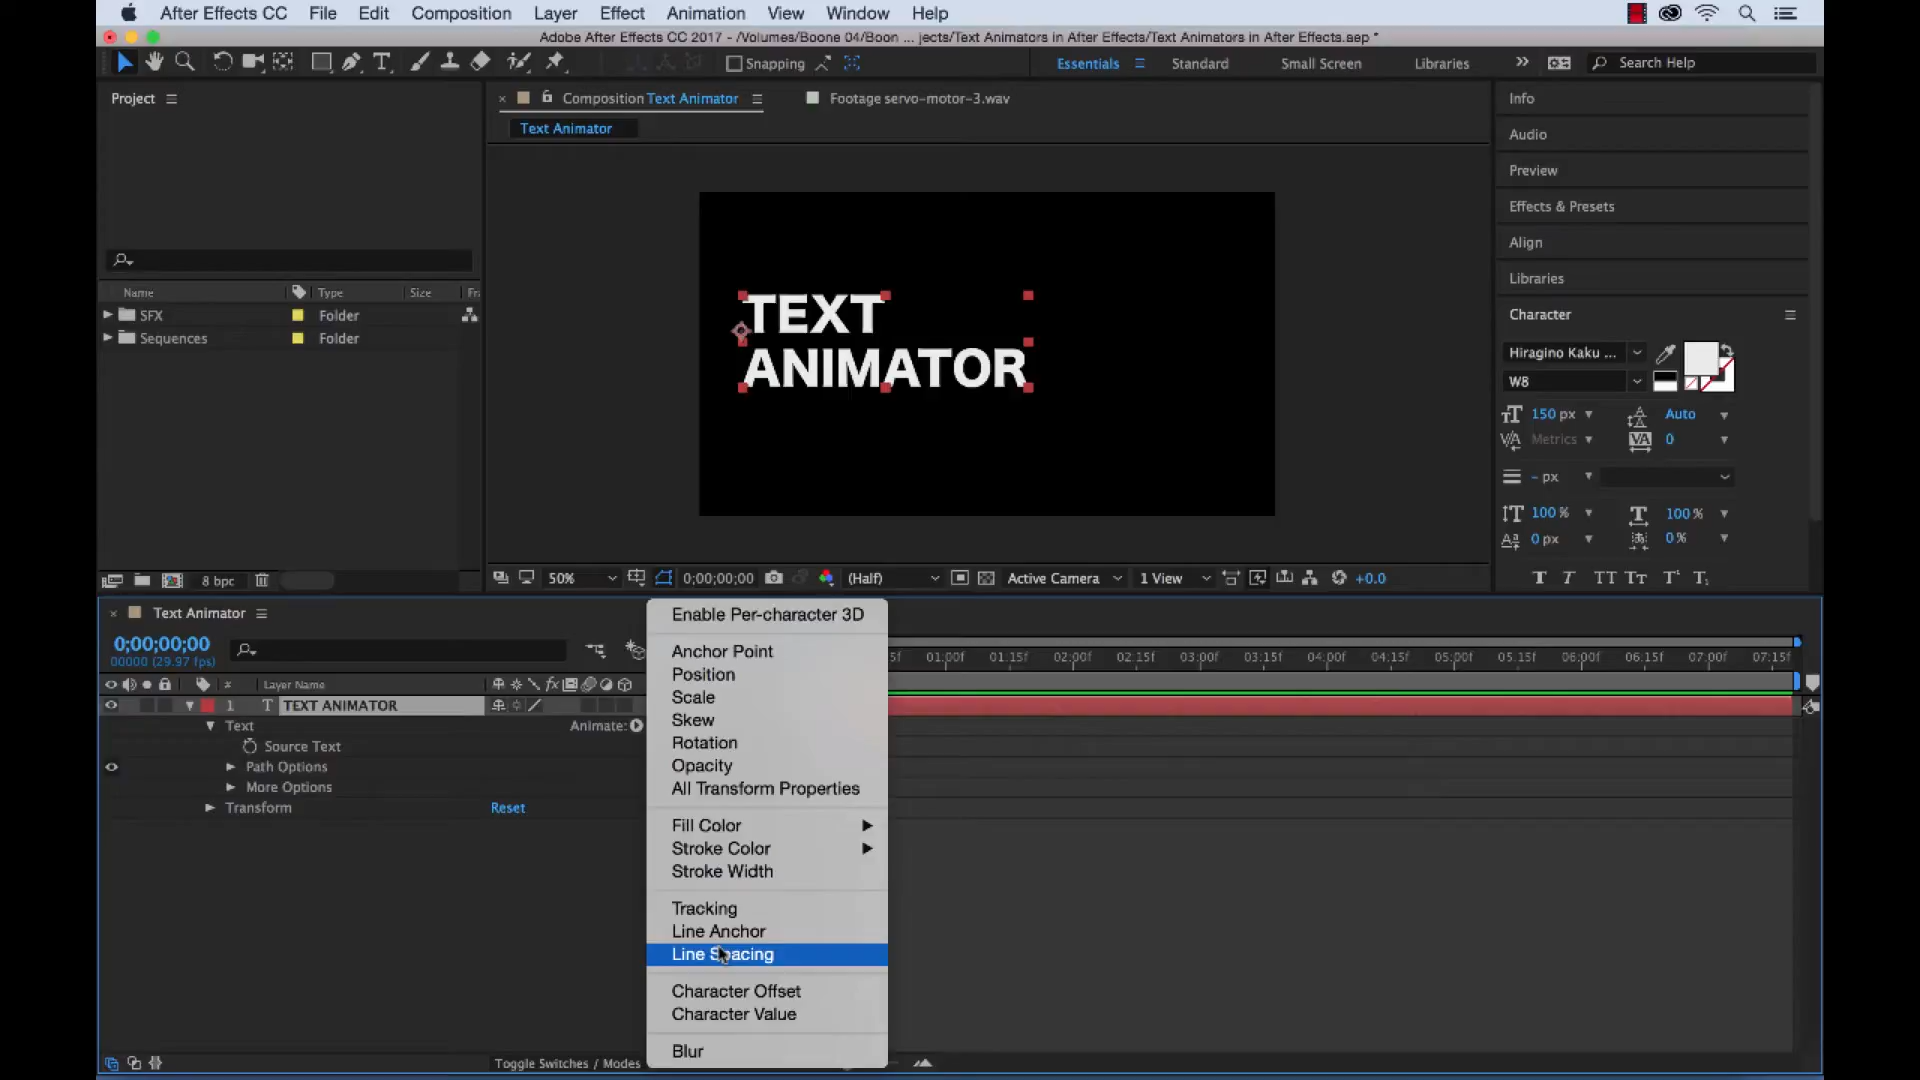 After Effects CC File Edit Composition Layer Effect Animation View Window Help
Adobe After Effects CC 2017 - /Volumes/Boone 04/Boon ... jects/Text Animators in After Effects/Text Animators in After Effects.aep *
Snapping
Essentials Standard Small Screen Libraries
Search Help
Project
Composition Text Animator
Footage servo-motor-3.wav
Text Animator
Name Type Size Fr
SFX Folder
Sequences Folder
8 bpc
TEXT
ANIMATOR
50% 0;00;00;00 (Half) Active Camera 1 View +0.0
Info
Audio
Preview
Effects & Presets
Align
Libraries
Character
Hiragino Kaku ...
W8
150 px Auto
Metrics 0
- px
100 % 100 %
0 px 0 %
T T TT Tт T¹ T₁
Text Animator
0;00;00;00
00000 (29.97 fps)
# Layer Name
1 T TEXT ANIMATOR
Text Animate:
Source Text
Path Options
More Options
Transform Reset
Toggle Switches / Modes
Enable Per-character 3D
Anchor Point
Position
Scale
Skew
Rotation
Opacity
All Transform Properties
Fill Color
Stroke Color
Stroke Width
Tracking
Line Anchor
Line Spacing
Character Offset
Character Value
Blur
5f 01:00f 01:15f 02:00f 02:15f 03:00f 03:15f 04:00f 04:15f 05:00f 05:15f 06:00f 06:15f 07:00f 07:15f